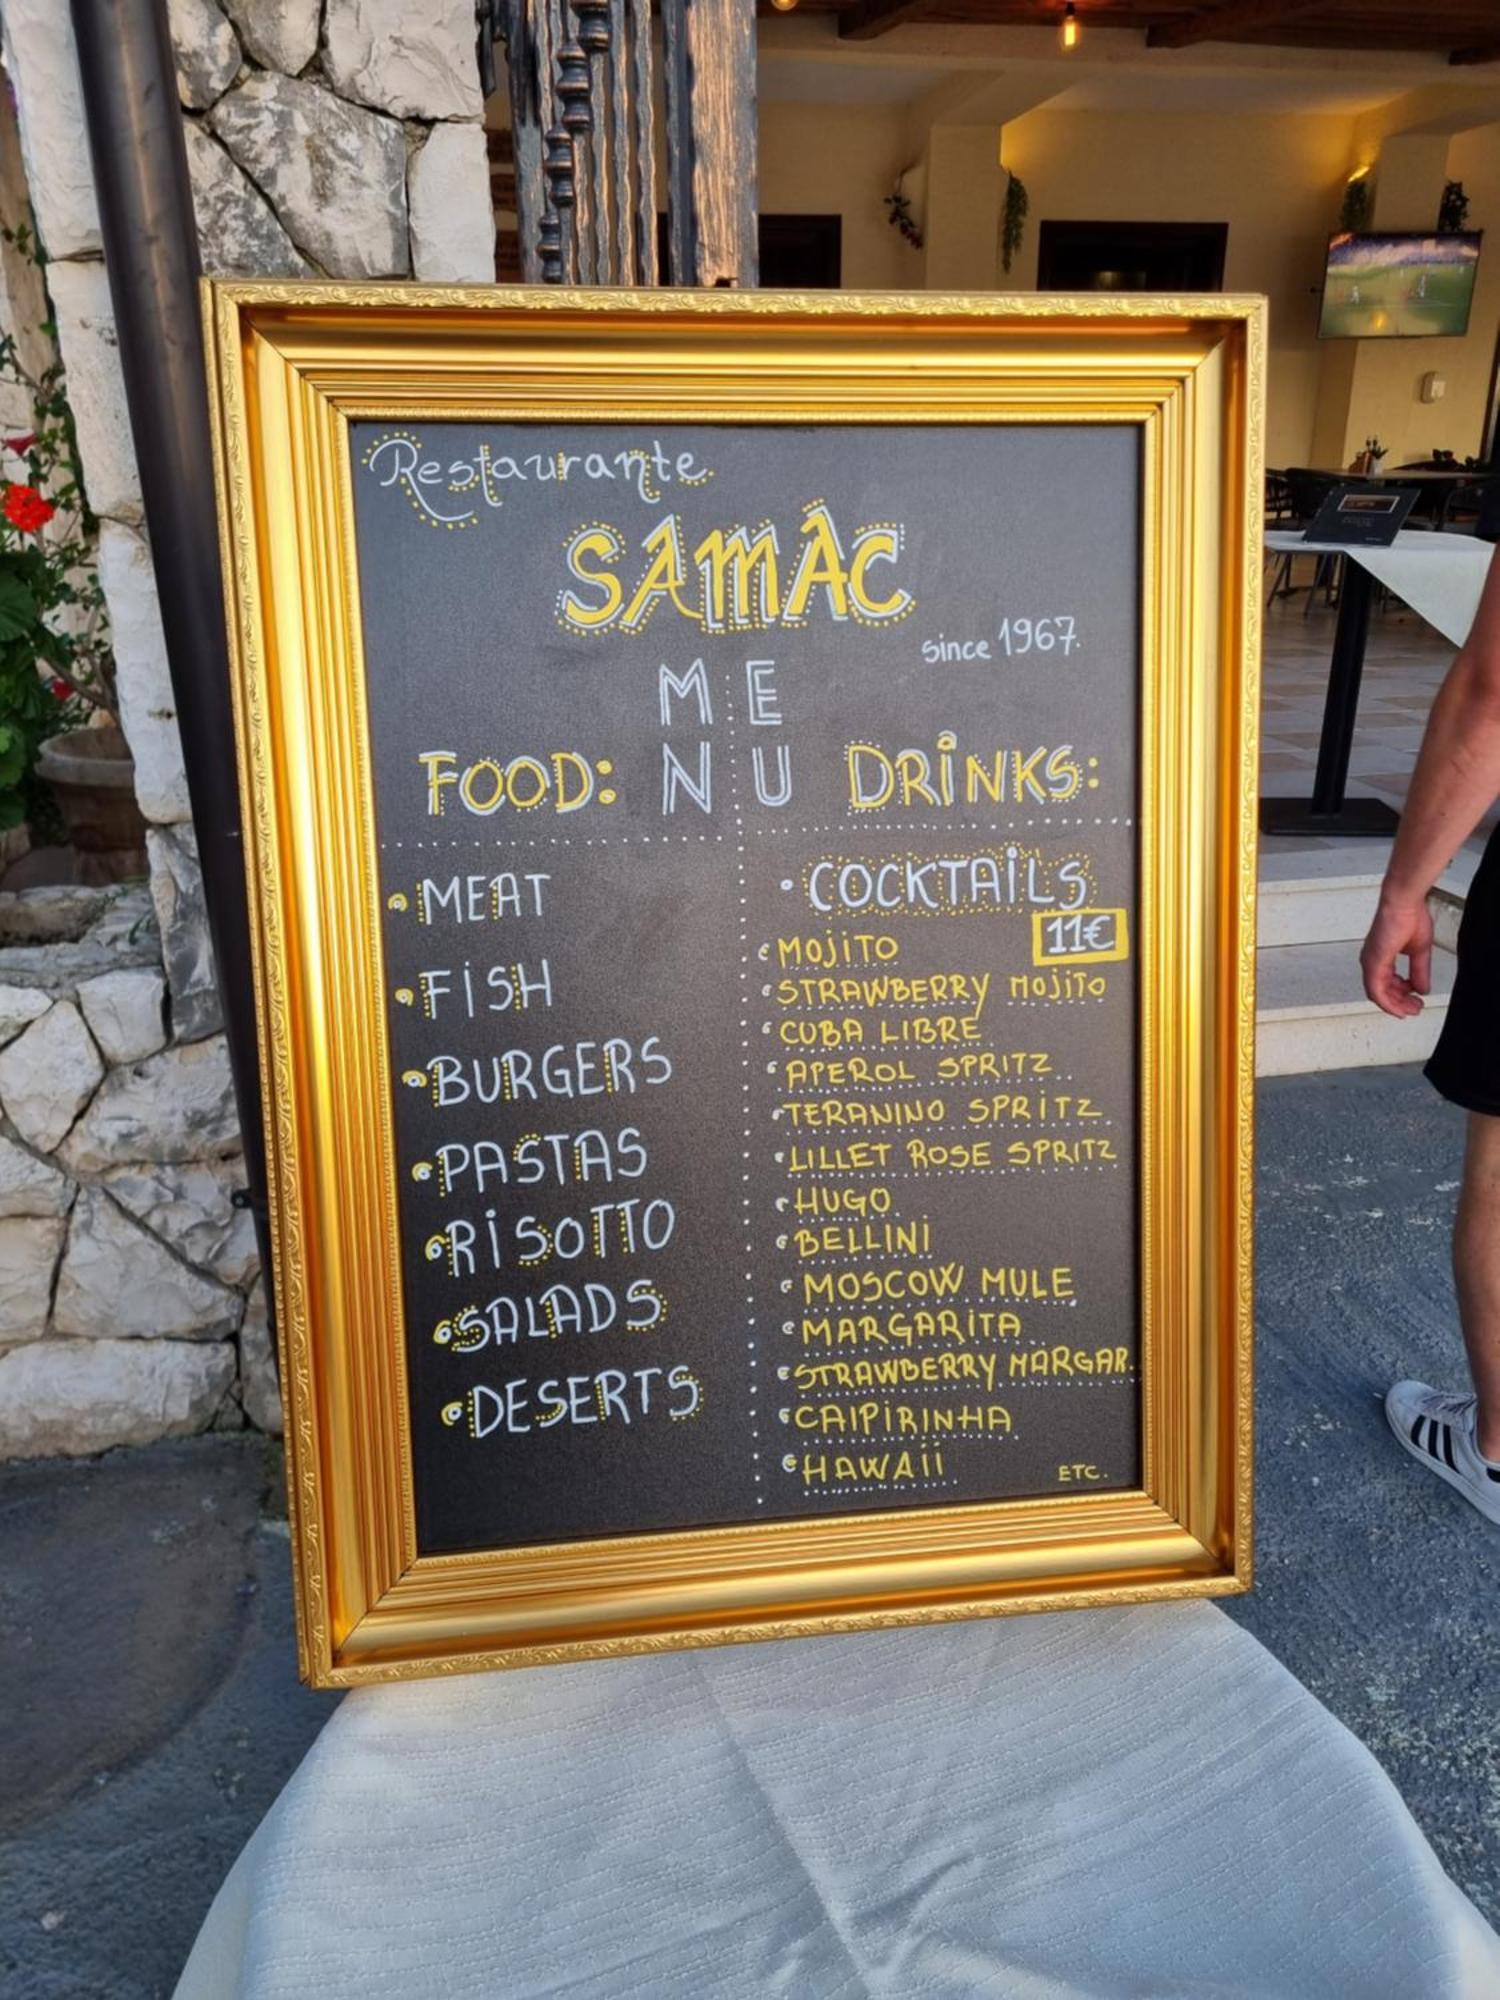 Restaurante
SAMAC
since 1967.
ME
NU
FOOD:
MEAT
FISH
BURGERS
PASTAS
RISOTTO
SALADS
DESERTS
DRINKS:
COCKTAILS
11€
MOJITO
STRAWBERRY MOJITO
CUBA LIBRE
APEROL SPRITZ
TERANINO SPRITZ
LILLET ROSE SPRITZ
HUGO
BELLINI
MOSCOW MULE
MARGARITA
STRAWBERRY MARGAR.
CAIPIRINHA
HAWAII
ETC.